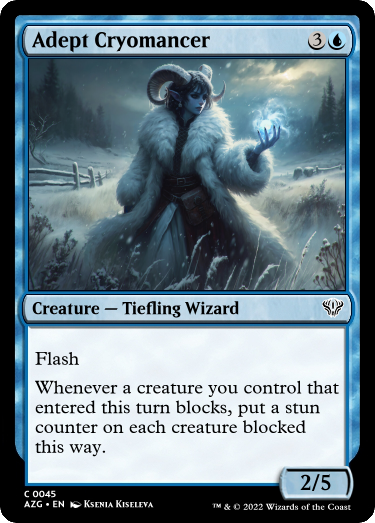 Adept Cryomancer 3
Creature — Tiefling Wizard
Flash
Whenever a creature you control that
entered this turn blocks, put a stun
counter on each creature blocked
this way.
2/5
C 0045
AZG • EN Ksenia Kiseleva
™ & © 2022 Wizards of the Coast